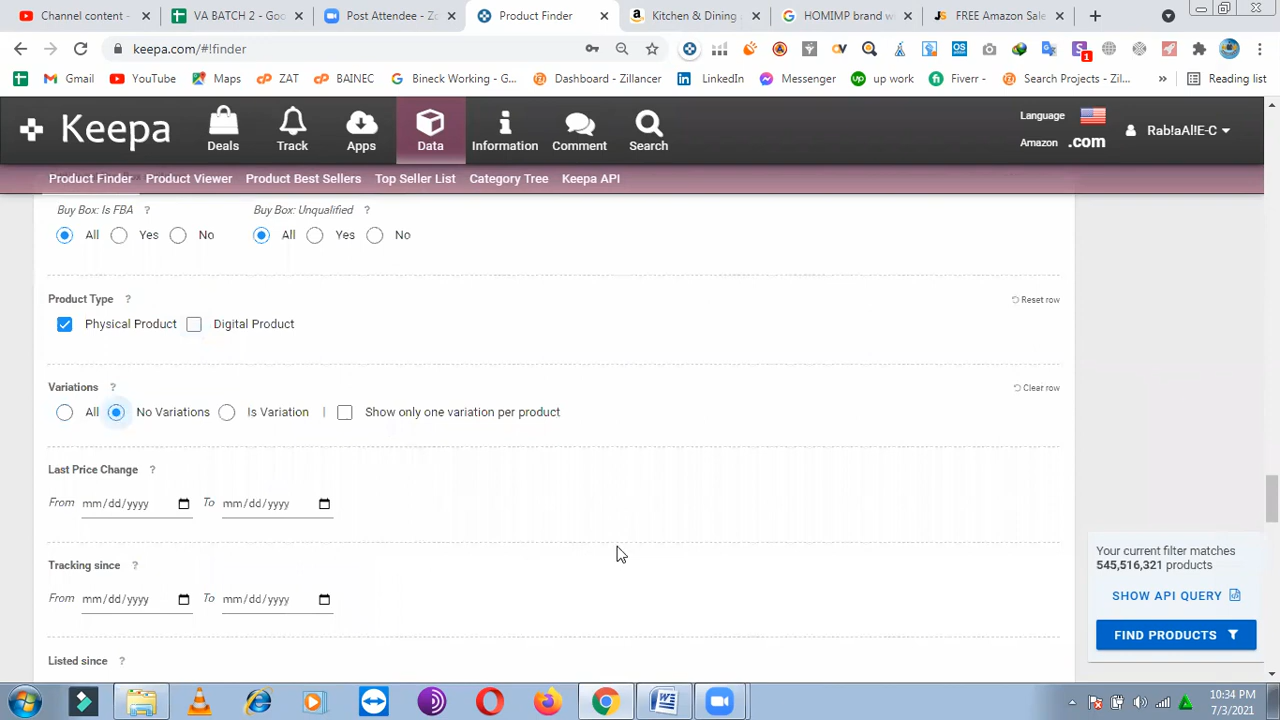 Channel content - 
VA BATCH 2 - Goo
Post Attendee - Zo
Product Finder
Kitchen & Dining
HOMIMP brand w
JS FREE Amazon Sale
keepa.com/#!finder
Gmail YouTube Maps ZAT BAINEC Bineck Working - G... Dashboard - Zillancer LinkedIn Messenger up work Fiverr - Search Projects - Zil... » Reading list
Keepa
Deals Track Apps Data Information Comment Search
Language
Amazon .com
Rab!aAl!E-C
Product Finder Product Viewer Product Best Sellers Top Seller List Category Tree Keepa API
Buy Box: Is FBA ? Buy Box: Unqualified ?
All Yes No All Yes No
Product Type ? Reset row
Physical Product Digital Product
Variations ? Clear row
All No Variations Is Variation | Show only one variation per product
Last Price Change ?
From mm/dd/yyyy To mm/dd/yyyy
Your current filter matches
545,516,321 products
Tracking since ?
SHOW API QUERY
From mm/dd/yyyy To mm/dd/yyyy
FIND PRODUCTS
Listed since ?
10:34 PM
7/3/2021